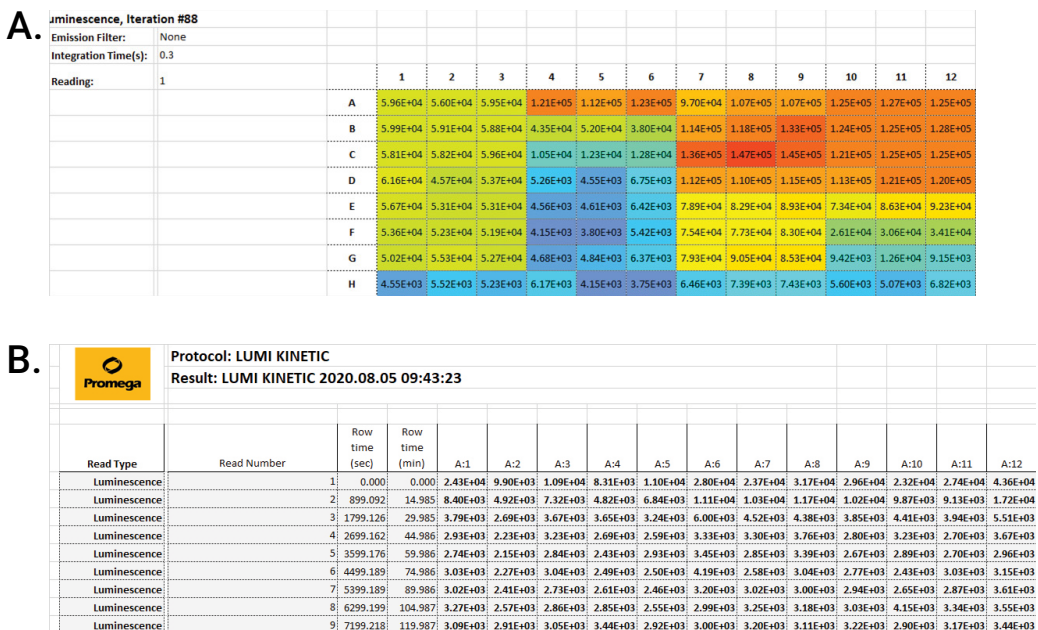 A.
uminescence, Iteration #88
Emission Filter: None
Integration Time(s): 0.3
Reading: 1
1 2 3 4 5 6 7 8 9 10 11 12
A 5.96E+04 5.60E+04 5.95E+04 1.21E+05 1.12E+05 1.23E+05 9.70E+04 1.07E+05 1.07E+05 1.25E+05 1.27E+05 1.25E+05
B 5.99E+04 5.91E+04 5.88E+04 4.35E+04 5.20E+04 3.80E+04 1.14E+05 1.18E+05 1.33E+05 1.24E+05 1.25E+05 1.28E+05
C 5.81E+04 5.82E+04 5.96E+04 1.05E+04 1.23E+04 1.28E+04 1.36E+05 1.47E+05 1.45E+05 1.21E+05 1.25E+05 1.25E+05
D 6.16E+04 4.57E+04 5.37E+04 5.26E+03 4.55E+03 6.75E+03 1.12E+05 1.10E+05 1.15E+05 1.13E+05 1.21E+05 1.20E+05
E 5.67E+04 5.31E+04 5.31E+04 4.56E+03 4.61E+03 6.42E+03 7.89E+04 8.29E+04 8.93E+04 7.34E+04 8.63E+04 9.23E+04
F 5.36E+04 5.23E+04 5.19E+04 4.15E+03 3.80E+03 5.42E+03 7.54E+04 7.73E+04 8.30E+04 2.61E+04 3.06E+04 3.41E+04
G 5.02E+04 5.53E+04 5.27E+04 4.68E+03 4.84E+03 6.37E+03 7.93E+04 9.05E+04 8.53E+04 9.42E+03 1.26E+04 9.15E+03
H 4.55E+03 5.52E+03 5.23E+03 6.17E+03 4.15E+03 3.75E+03 6.46E+03 7.39E+03 7.43E+03 5.60E+03 5.07E+03 6.82E+03
B.
Promega
Protocol: LUMI KINETIC
Result: LUMI KINETIC 2020.08.05 09:43:23
Row Row
time time
Read Type Read Number (sec) (min) A:1 A:2 A:3 A:4 A:5 A:6 A:7 A:8 A:9 A:10 A:11 A:12
Luminescence 1 0.000 0.000 2.43E+04 9.90E+03 1.09E+04 8.31E+03 1.10E+04 2.80E+04 2.37E+04 3.17E+04 2.96E+04 2.32E+04 2.74E+04 4.36E+04
Luminescence 2 899.092 14.985 8.40E+03 4.92E+03 7.32E+03 4.82E+03 6.84E+03 1.11E+04 1.03E+04 1.17E+04 1.02E+04 9.87E+03 9.13E+03 1.72E+04
Luminescence 3 1799.126 29.985 3.79E+03 2.69E+03 3.67E+03 3.65E+03 3.24E+03 6.00E+03 4.52E+03 4.38E+03 3.85E+03 4.41E+03 3.94E+03 5.51E+03
Luminescence 4 2699.162 44.986 2.93E+03 2.23E+03 3.23E+03 2.69E+03 2.59E+03 3.33E+03 3.30E+03 3.76E+03 2.80E+03 3.23E+03 2.70E+03 3.67E+03
Luminescence 5 3599.176 59.986 2.74E+03 2.15E+03 2.84E+03 2.43E+03 2.93E+03 3.45E+03 2.85E+03 3.39E+03 2.67E+03 2.89E+03 2.70E+03 2.96E+03
Luminescence 6 4499.189 74.986 3.03E+03 2.27E+03 3.04E+03 2.49E+03 2.50E+03 4.19E+03 2.58E+03 3.04E+03 2.77E+03 2.43E+03 3.03E+03 3.15E+03
Luminescence 7 5399.189 89.986 3.02E+03 2.41E+03 2.73E+03 2.61E+03 2.46E+03 3.20E+03 3.02E+03 3.00E+03 2.94E+03 2.65E+03 2.87E+03 3.61E+03
Luminescence 8 6299.199 104.987 3.27E+03 2.57E+03 2.86E+03 2.85E+03 2.55E+03 2.99E+03 3.25E+03 3.18E+03 3.03E+03 4.15E+03 3.34E+03 3.55E+03
Luminescence 9 7199.218 119.987 3.09E+03 2.91E+03 3.05E+03 3.44E+03 2.92E+03 3.00E+03 3.20E+03 3.11E+03 3.22E+03 2.90E+03 3.17E+03 3.44E+03